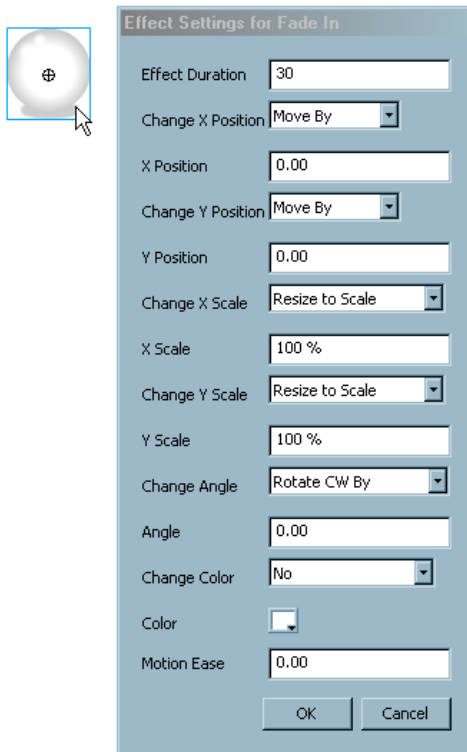 Effect Settings for Fade In
Effect Duration 30
Change X Position Move By
X Position 0.00
Change Y Position Move By
Y Position 0.00
Change X Scale Resize to Scale
X Scale 100 %
Change Y Scale Resize to Scale
Y Scale 100 %
Change Angle Rotate CW By
Angle 0.00
Change Color No
Color
Motion Ease 0.00
OK Cancel